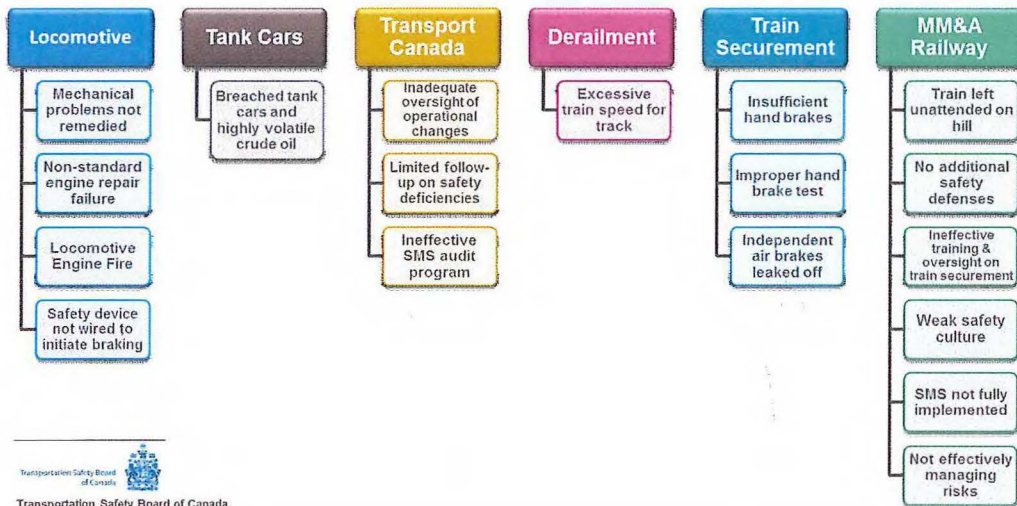 Locomotive
Mechanical
problems not
remedied
Non-standard
engine repair
failure
Locomotive
Engine Fire
Safety device
not wired to
initiate braking
Tank Cars
Breached tank
cars and
highly volatile
crude oil
Transport
Canada
Inadequate
oversight of
operational
changes
Limited follow-
up on safety
deficiencies
Ineffective
SMS audit
program
Derailment
Excessive
train speed for
track
Train
Securement
Insufficient
hand brakes
Improper hand
brake test
Independent
air brakes
leaked off
MM&A
Railway
Train left
unattended on
hill
No additional
safety
defenses
Ineffective
training &
oversight on
train securement
Weak safety
culture
SMS not fully
implemented
Not effectively
managing
risks
Transportation Safety Board
of Canada
Transportation Safety Board of Canada